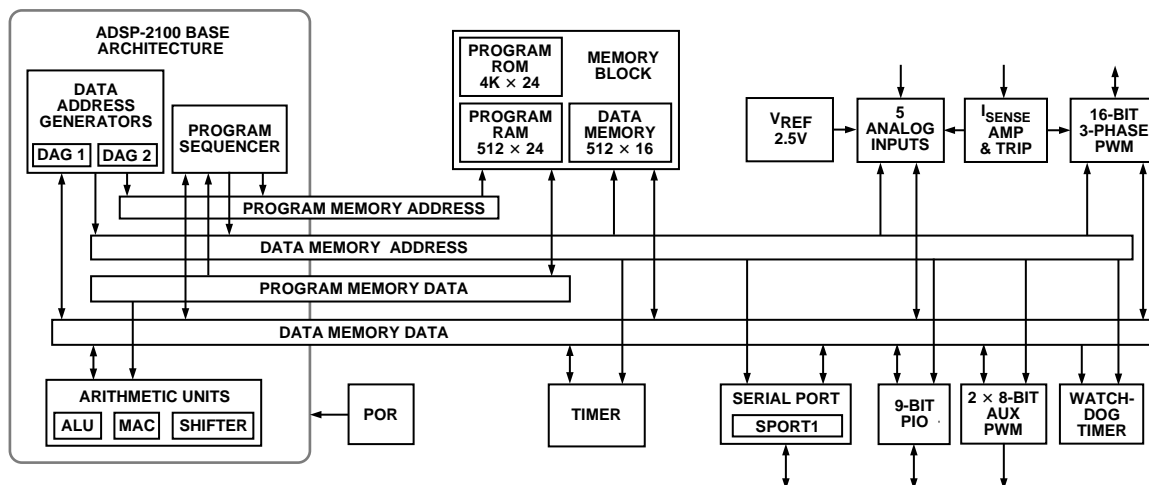 ADSP-2100 BASE
ARCHITECTURE
DATA
ADDRESS
GENERATORS
DAG 1
DAG 2
PROGRAM
SEQUENCER
PROGRAM
ROM
4K × 24
MEMORY
BLOCK
PROGRAM
RAM
512 × 24
DATA
MEMORY
512 × 16
VREF
2.5V
5
ANALOG
INPUTS
ISENSE
AMP
& TRIP
16-BIT
3-PHASE
PWM
PROGRAM MEMORY ADDRESS
DATA MEMORY ADDRESS
PROGRAM MEMORY DATA
DATA MEMORY DATA
ARITHMETIC UNITS
ALU
MAC
SHIFTER
POR
TIMER
SERIAL PORT
SPORT1
9-BIT
PIO
2 × 8-BIT
AUX
PWM
WATCH-
DOG
TIMER